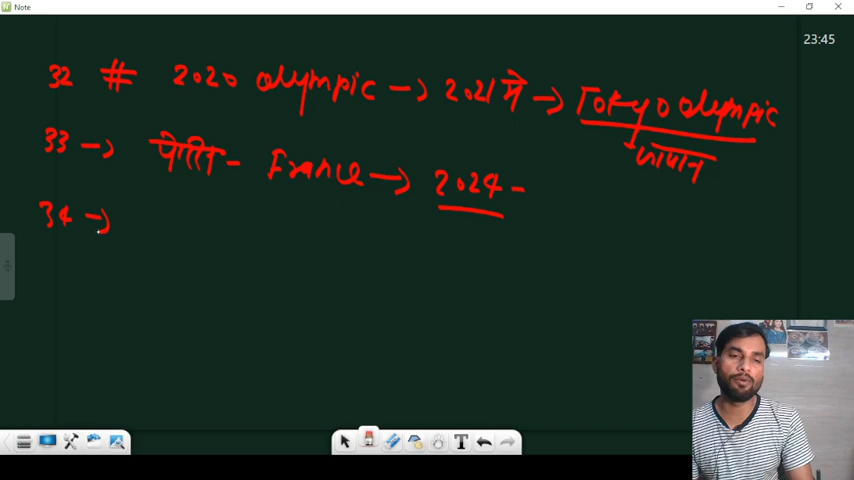 Note
23:45
32 # 2020 olympic → 2021 में → Tokyo olympic
जापान
33 → पेरिस - France → 2024 -
34 →